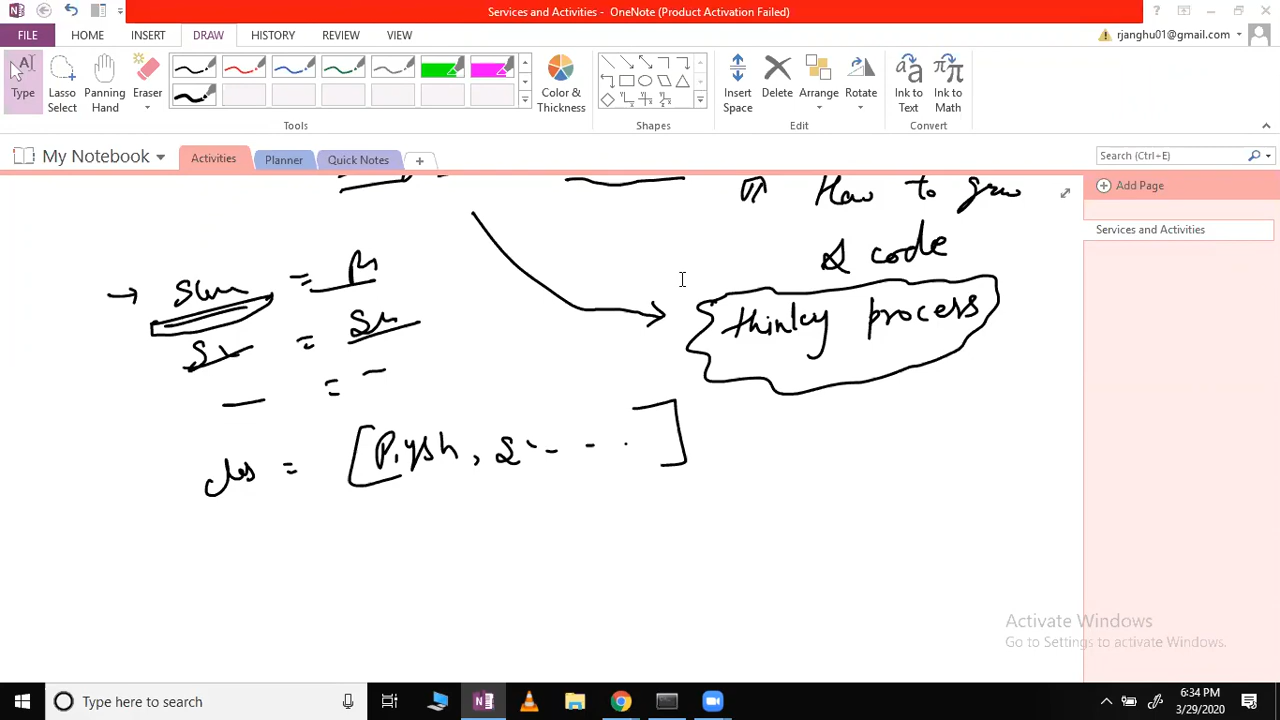 Services and Activities - OneNote (Product Activation Failed)
FILE HOME INSERT DRAW HISTORY REVIEW VIEW
rjanghu01@gmail.com
Type
Lasso Select
Panning Hand
Eraser
Color & Thickness
Insert Space
Delete
Arrange
Rotate
Ink to Text
Ink to Math
Tools
Shapes
Edit
Convert
My Notebook
Activities
Planner
Quick Notes
Search (Ctrl+E)
Add Page
Services and Activities
How to
& code
thinky process
=
=
=
= [
, ]
Activate Windows
Go to Settings to activate Windows.
Type here to search
6:34 PM
3/29/2020